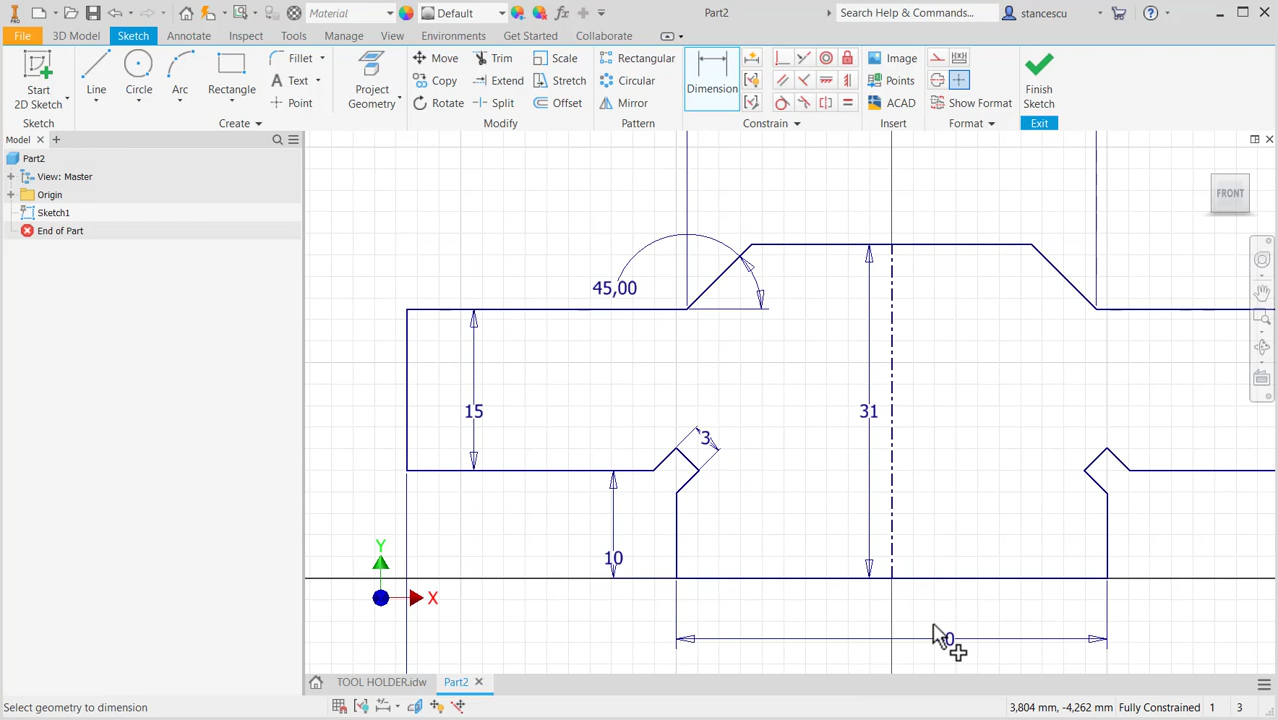 PRO
Material
Default
fx
Part2
Search Help & Commands...
stancescu
File
3D Model
Sketch
Annotate
Inspect
Tools
Manage
View
Environments
Get Started
Collaborate
Start
2D Sketch
Line
Circle
Arc
Rectangle
Fillet
Text
Point
Project
Geometry
Move
Copy
Rotate
Trim
Extend
Split
Scale
Stretch
Offset
Rectangular
Circular
Mirror
Dimension
Image
Points
ACAD
Show Format
Finish
Sketch
Sketch
Create
Modify
Pattern
Constrain
Insert
Format
Exit
Model
Part2
View: Master
Origin
Sketch1
End of Part
FRONT
45,00
15
3
31
10
0
Y
X
TOOL HOLDER.idw
Part2
Select geometry to dimension
3,804 mm, -4,262 mm
Fully Constrained
1
3